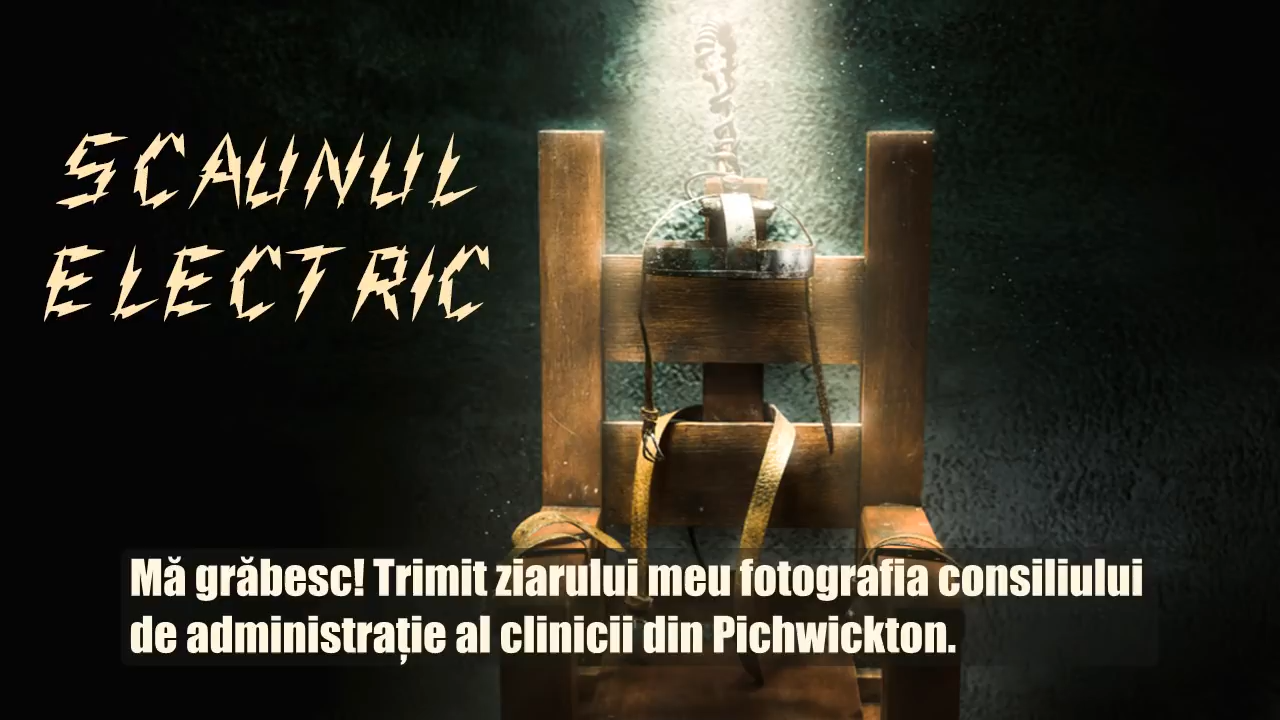 SCAUNUL
ELECTRIC
Mă grăbesc! Trimit ziarului meu fotografia consiliului
de administrație al clinicii din Pichwickton.